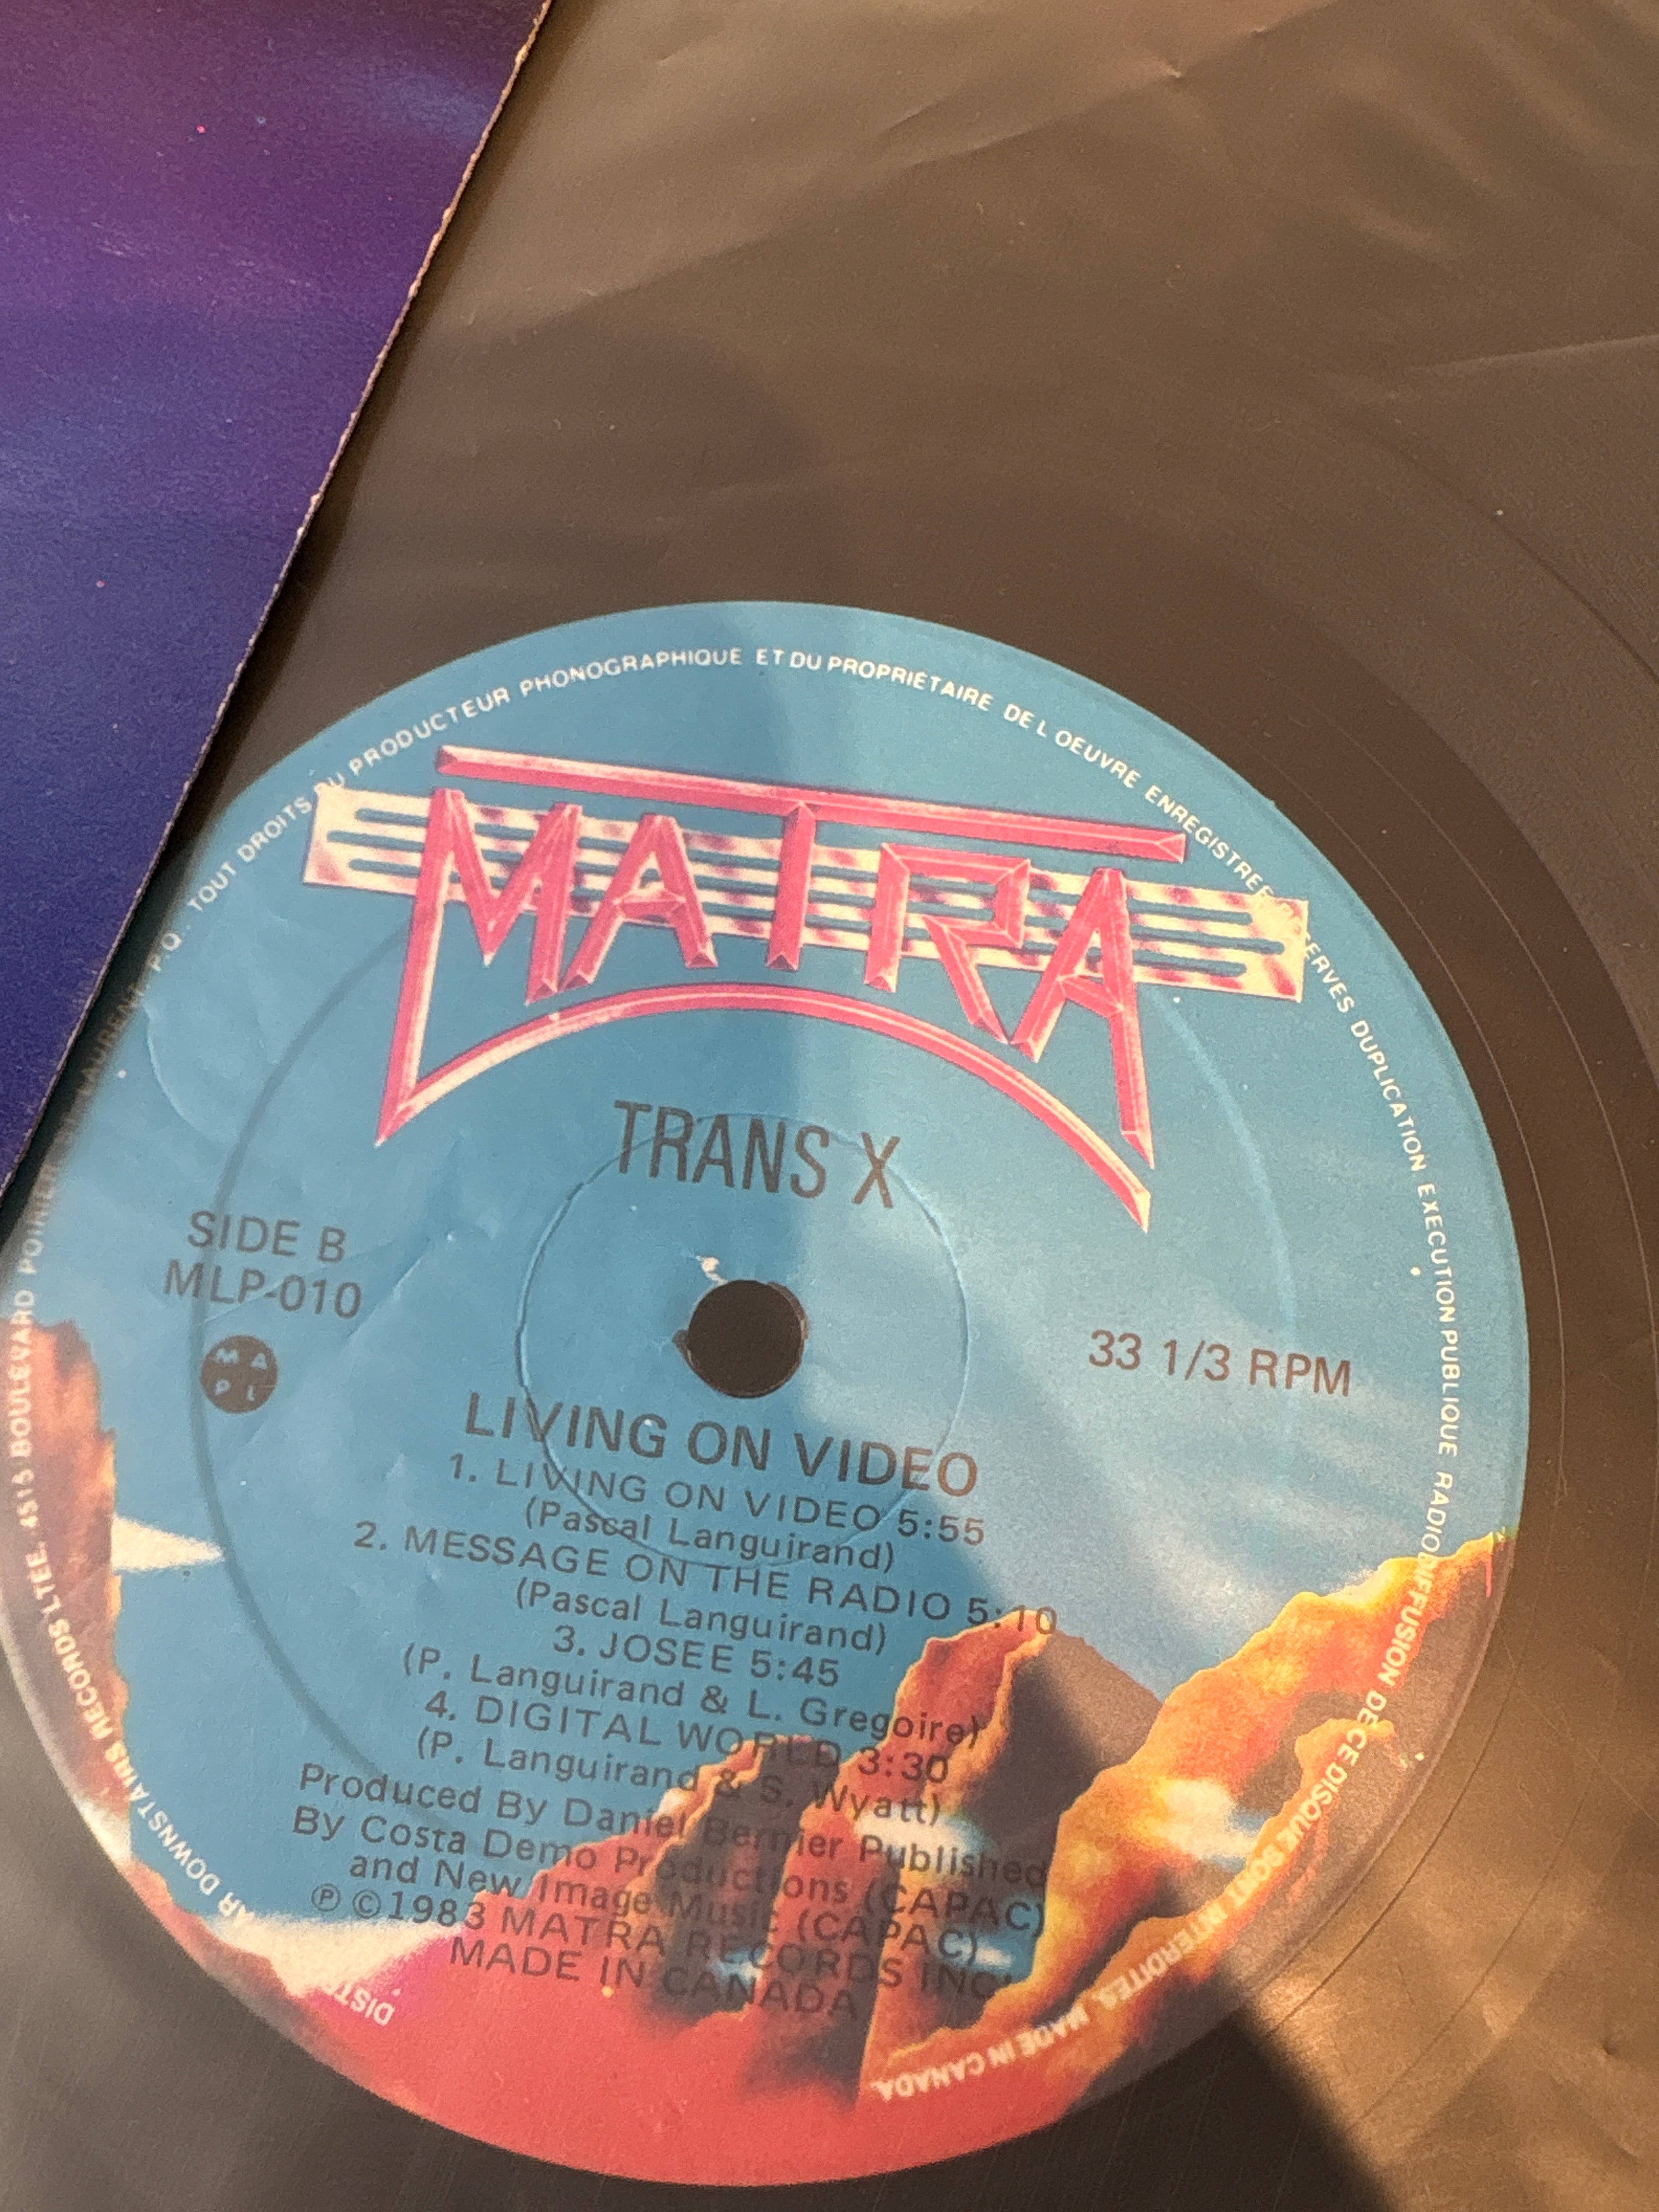 MATRA
TRANS X
SIDE B
MLP-010
MAPL
33 1/3 RPM
LIVING ON VIDEO
1. LIVING ON VIDEO 5:55
(Pascal Languirand)
2. MESSAGE ON THE RADIO 5:10
(Pascal Languirand)
3. JOSEE 5:45
(P. Languirand & L. Gregoire)
4. DIGITAL WORLD 3:30
(P. Languirand & S. Wyatt)
Produced By Daniel Bernier Published
By Costa Demo Productions (CAPAC)
and New Image Music (CAPAC)
℗ ©1983 MATRA RECORDS INC.
MADE IN CANADA
AR DOWNSTAIRS RECORDS LTEE. 4515 BOULEVARD P.Q. TOUT DROITS DU PRODUCTEUR PHONOGRAPHIQUE ET DU PROPRIETAIRE DE L'OEUVRE ENREGISTREE ERVES DUPLICATION EXECUTION PUBLIQUE RADIODIFFUSION DE CE DISQUE SONT INTERDITES. MADE IN CANADA.